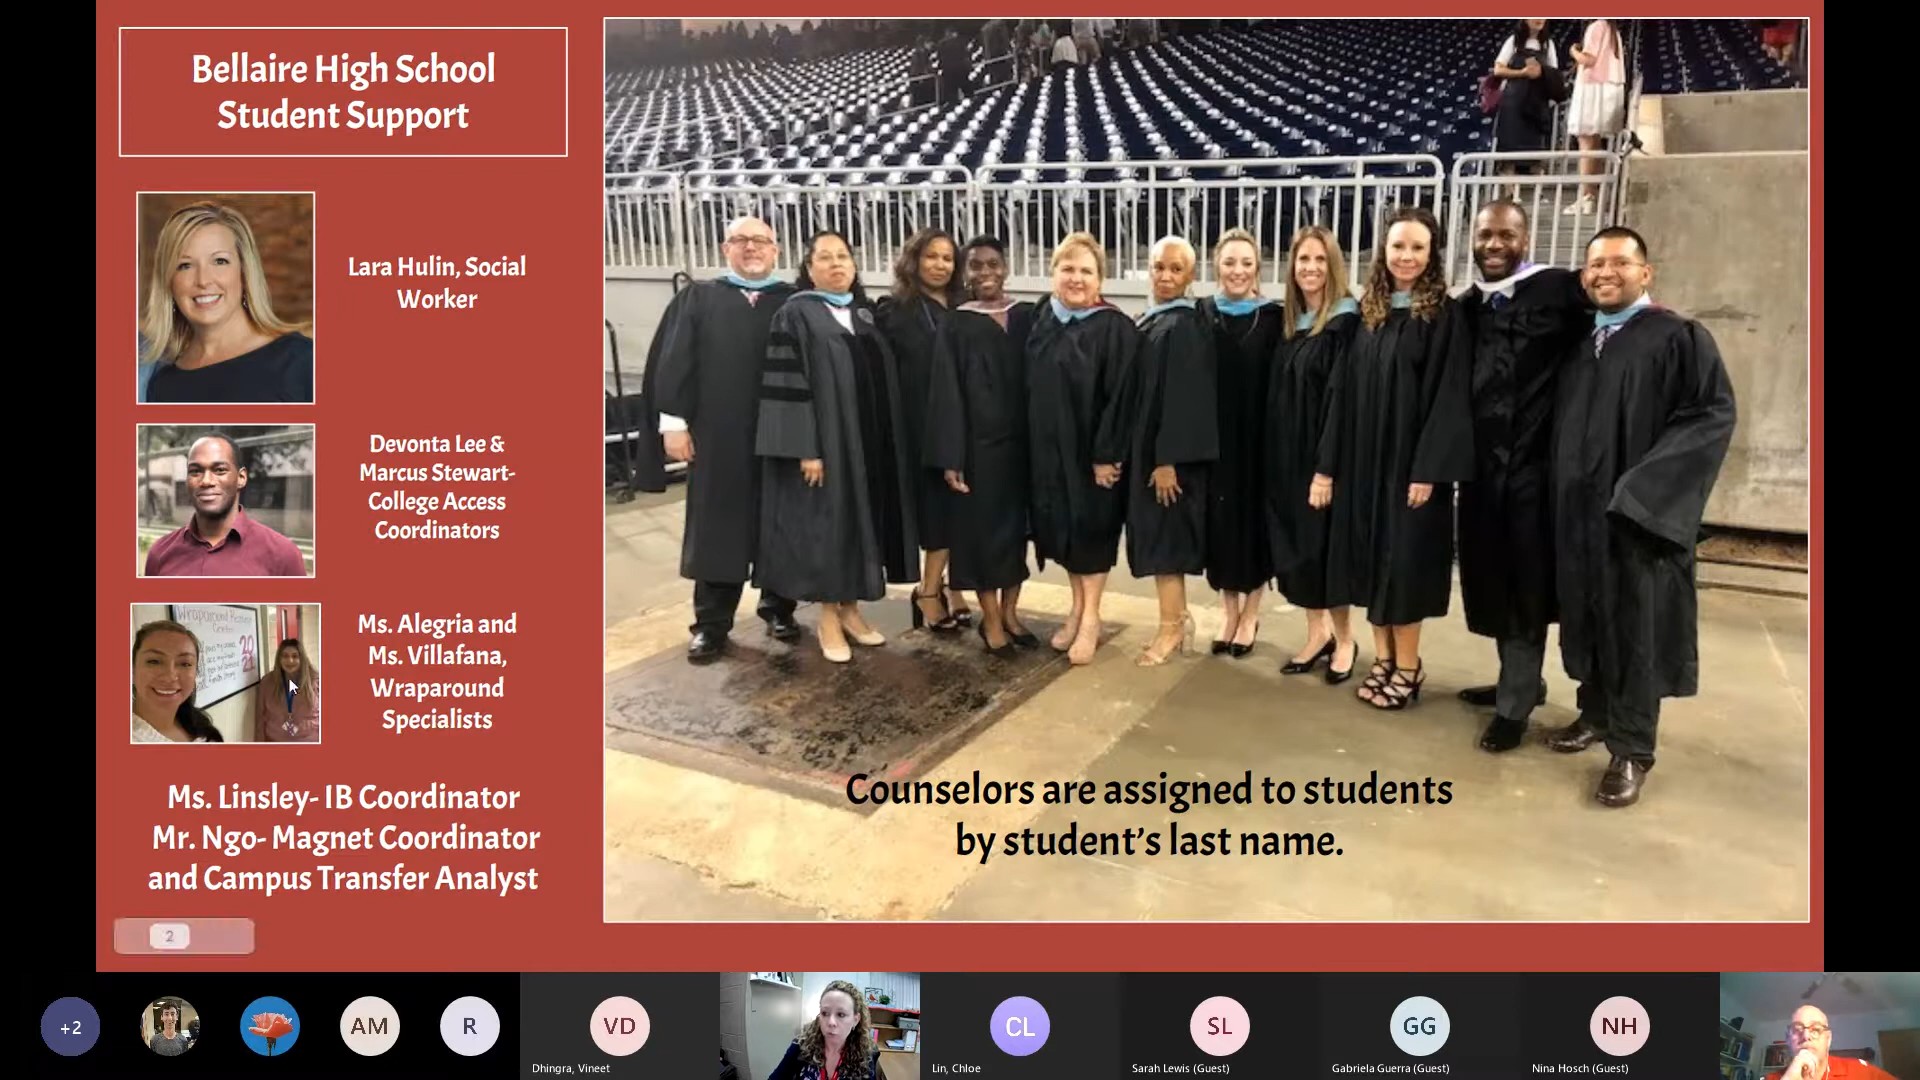 Bellaire High School
Student Support
Lara Hulin, Social
Worker
Devonta Lee &
Marcus Stewart-
College Access
Coordinators
Ms. Alegria and
Ms. Villafana,
Wraparound
Specialists
Ms. Linsley- IB Coordinator
Mr. Ngo- Magnet Coordinator
and Campus Transfer Analyst
Counselors are assigned to students
by student's last name.
2
Wraparound
20
21
+2
AM
R
VD
CL
SL
GG
NH
Dhingra, Vineet
Lin, Chloe
Sarah Lewis (Guest)
Gabriela Guerra (Guest)
Nina Hosch (Guest)